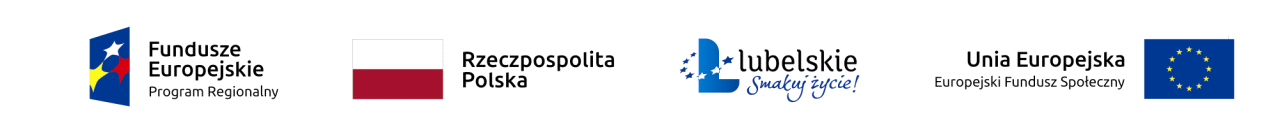 Fundusze
Europejskie
Program Regionalny
Rzeczpospolita
Polska
lubelskie
Smakuj życie!
Unia Europejska
Europejski Fundusz Społeczny